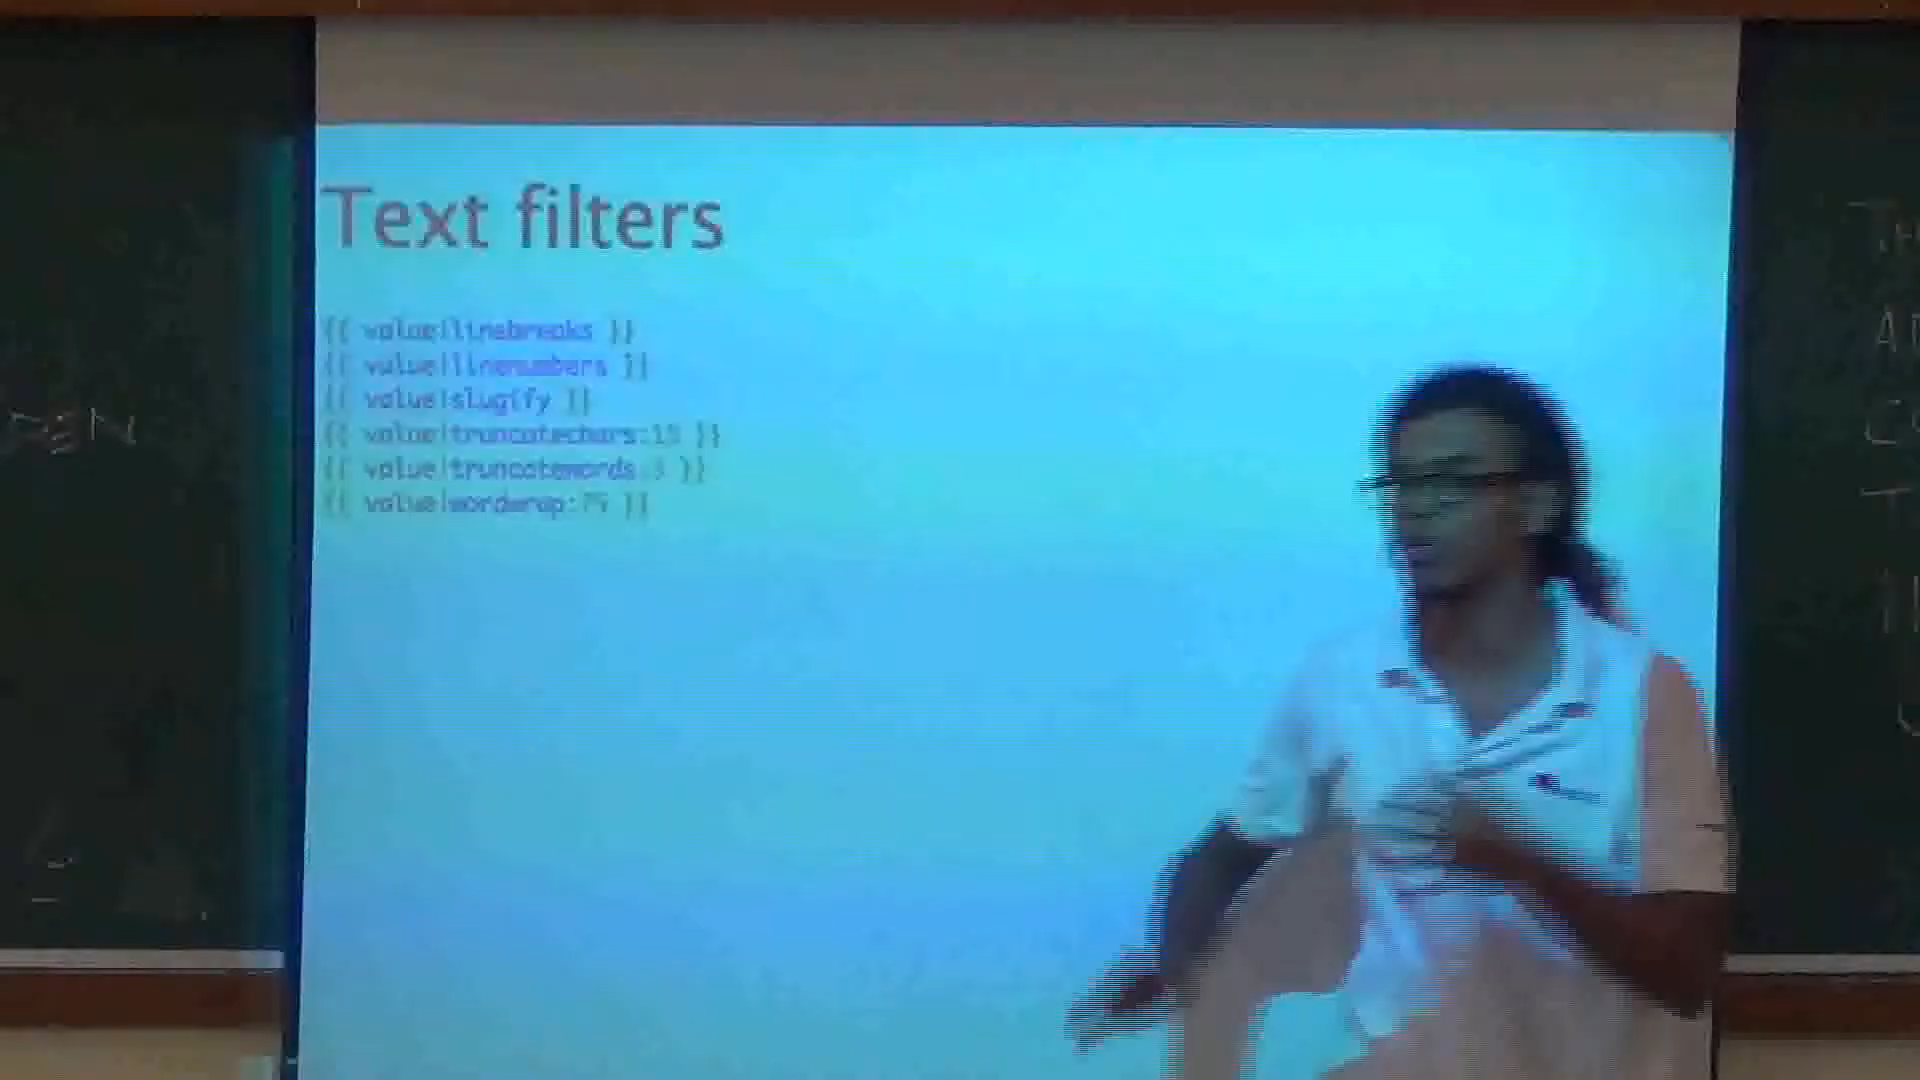 Text filters
{{ value|linebreaks }}
{{ value|linenumbers }}
{{ value|slugify }}
{{ value|truncatechars:15 }}
{{ value|truncatewords:3 }}
{{ value|wordwrap:75 }}